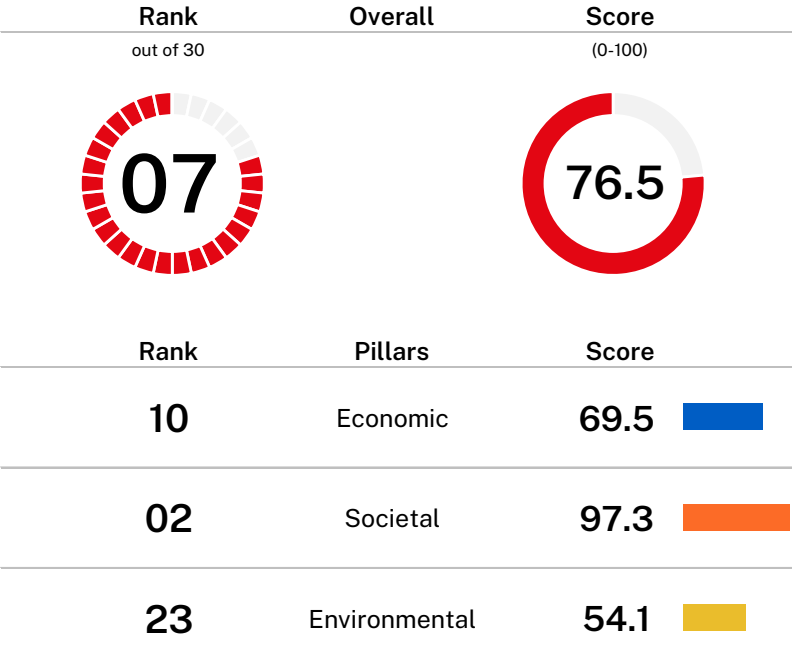 Rank Overall Score
out of 30 (0-100)
07 76.5
Rank Pillars Score
10 Economic 69.5
02 Societal 97.3
23 Environmental 54.1